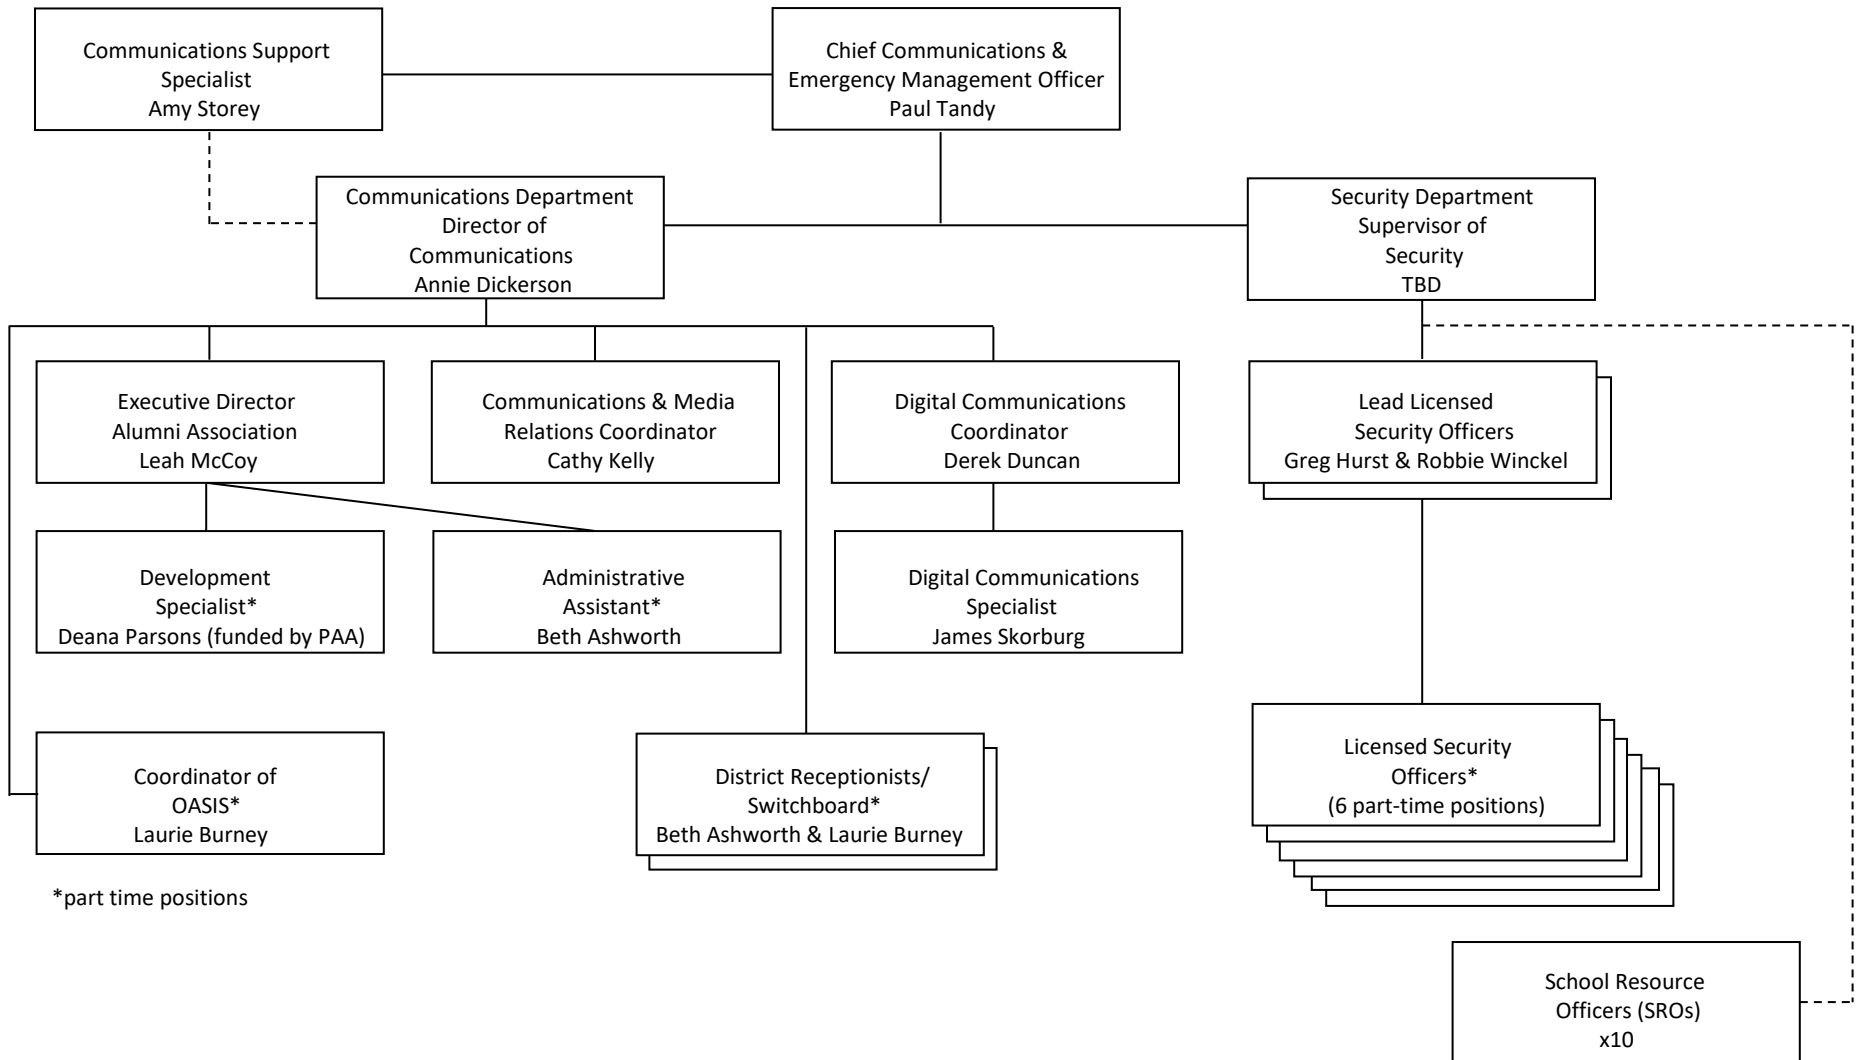 Communications Support
Specialist
Amy Storey
Chief Communications &
Emergency Management Officer
Paul Tandy
Communications Department
Director of
Communications
Annie Dickerson
Security Department
Supervisor of
Security
TBD
Executive Director
Alumni Association
Leah McCoy
Communications & Media
Relations Coordinator
Cathy Kelly
Digital Communications
Coordinator
Derek Duncan
Lead Licensed
Security Officers
Greg Hurst & Robbie Winckel
Development
Specialist*
Deana Parsons (funded by PAA)
Administrative
Assistant*
Beth Ashworth
Digital Communications
Specialist
James Skorburg
Coordinator of
OASIS*
Laurie Burney
District Receptionists/
Switchboard*
Beth Ashworth & Laurie Burney
Licensed Security
Officers*
(6 part-time positions)
*part time positions
School Resource
Officers (SROs)
x10